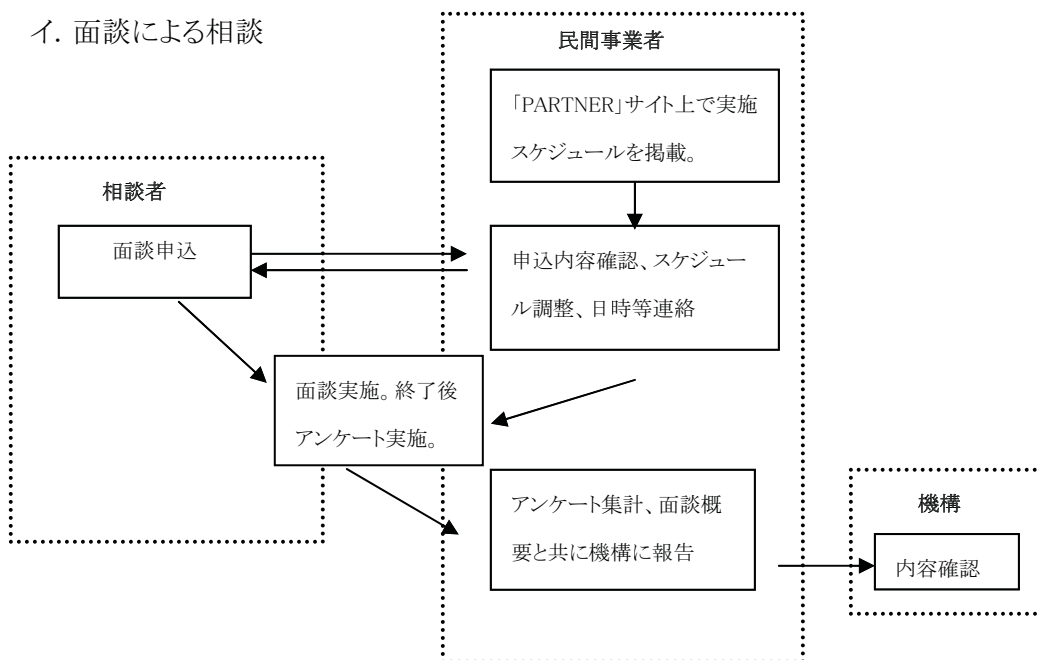 イ. 面談による相談
民間事業者
「PARTNER」サイト上で実施
スケジュールを掲載。
相談者
面談申込
申込内容確認、スケジュー
ル調整、日時等連絡
面談実施。終了後
アンケート実施。
アンケート集計、面談概
要と共に機構に報告
機構
内容確認